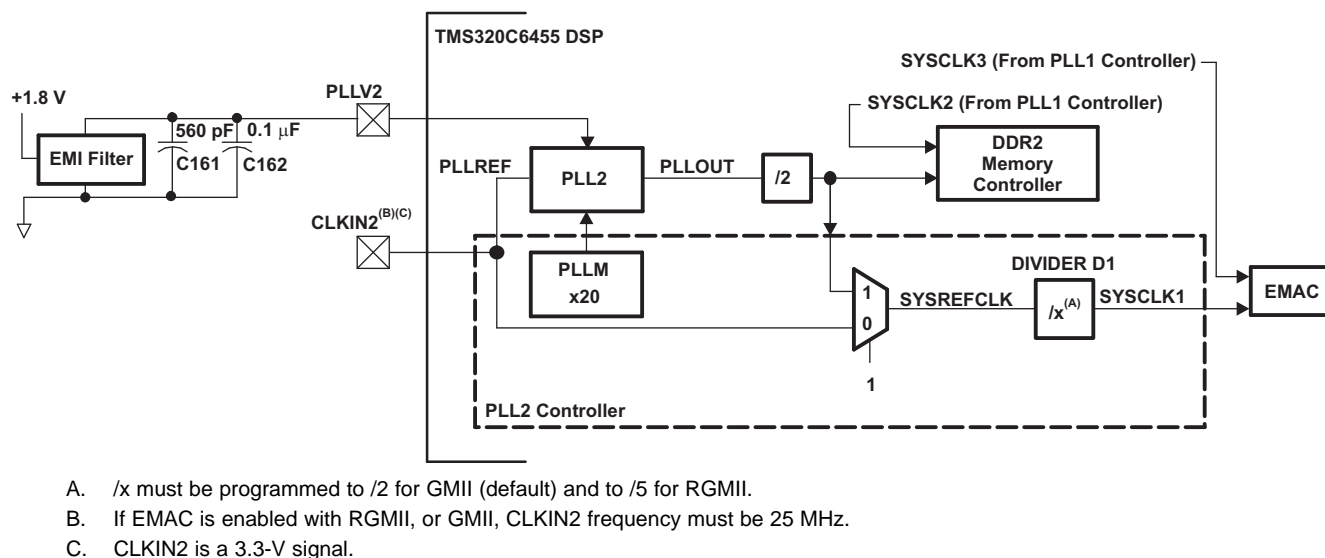 TMS320C6455 DSP
SYSCLK3 (From PLL1 Controller)
+1.8 V
PLLV2
SYSCLK2 (From PLL1 Controller)
560 pF 0.1 μF
EMI Filter
C161 C162
DDR2
Memory
Controller
PLLREF
PLL2
PLLOUT
/2
CLKIN2(B)(C)
PLLM
x20
DIVIDER D1
1
0
SYSREFCLK
/x(A)
SYSCLK1
EMAC
1
PLL2 Controller
A. /x must be programmed to /2 for GMII (default) and to /5 for RGMII.
B. If EMAC is enabled with RGMII, or GMII, CLKIN2 frequency must be 25 MHz.
C. CLKIN2 is a 3.3-V signal.